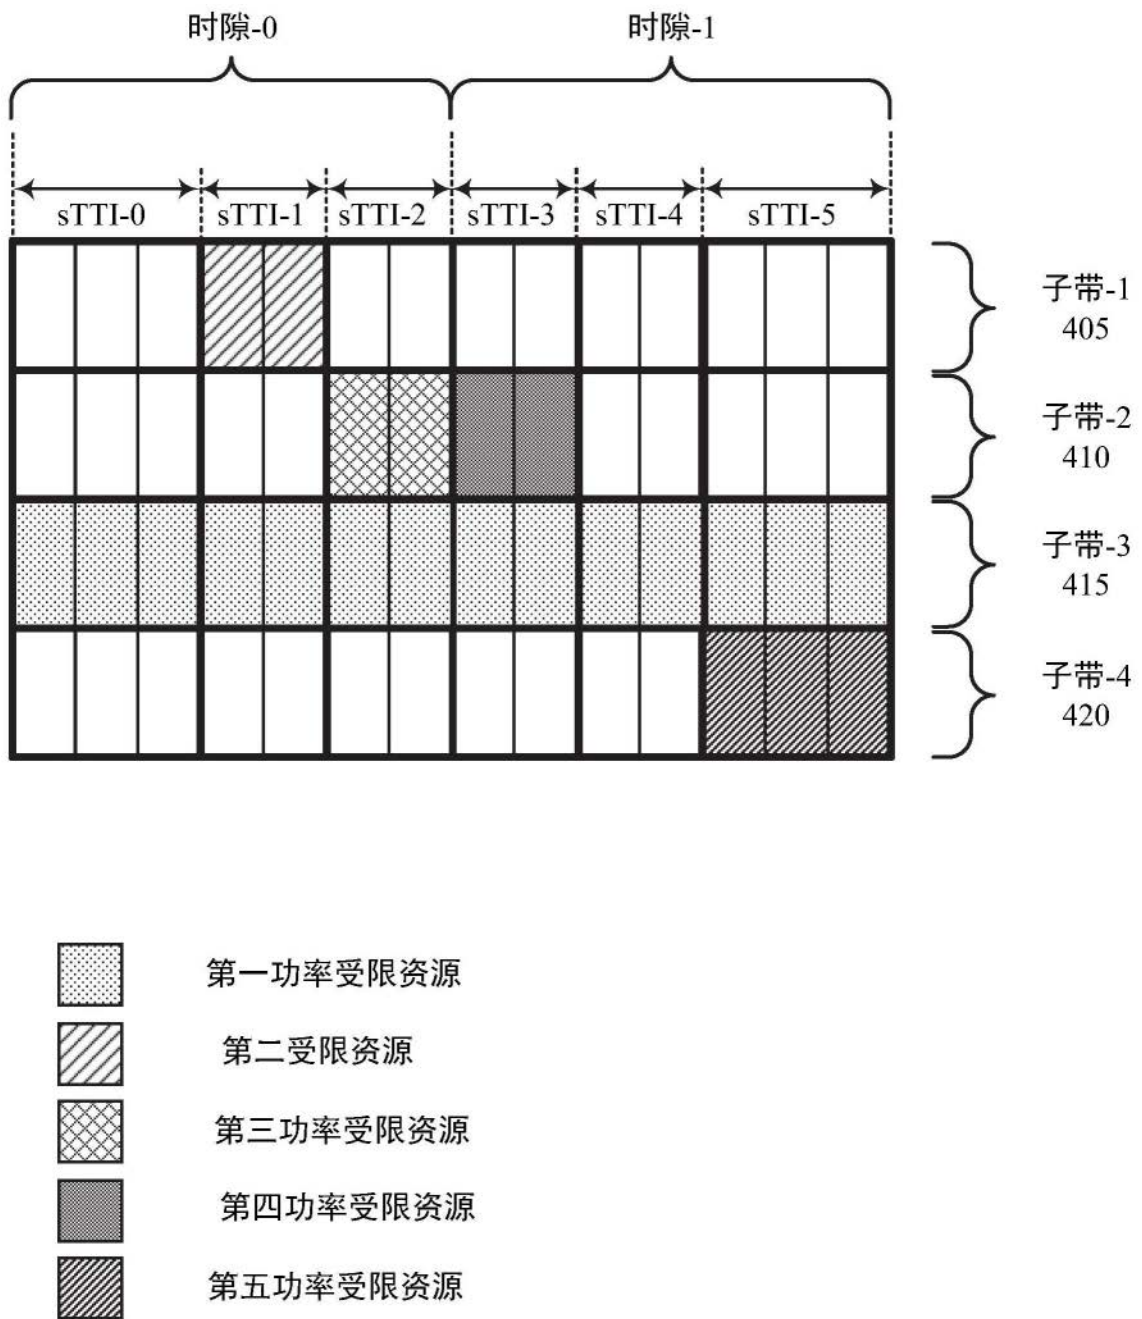 时隙-0
时隙-1
sTTI-0
sTTI-1
sTTI-2
sTTI-3
sTTI-4
sTTI-5
子带-1
405
子带-2
410
子带-3
415
子带-4
420
第一功率受限资源
第二受限资源
第三功率受限资源
第四功率受限资源
第五功率受限资源